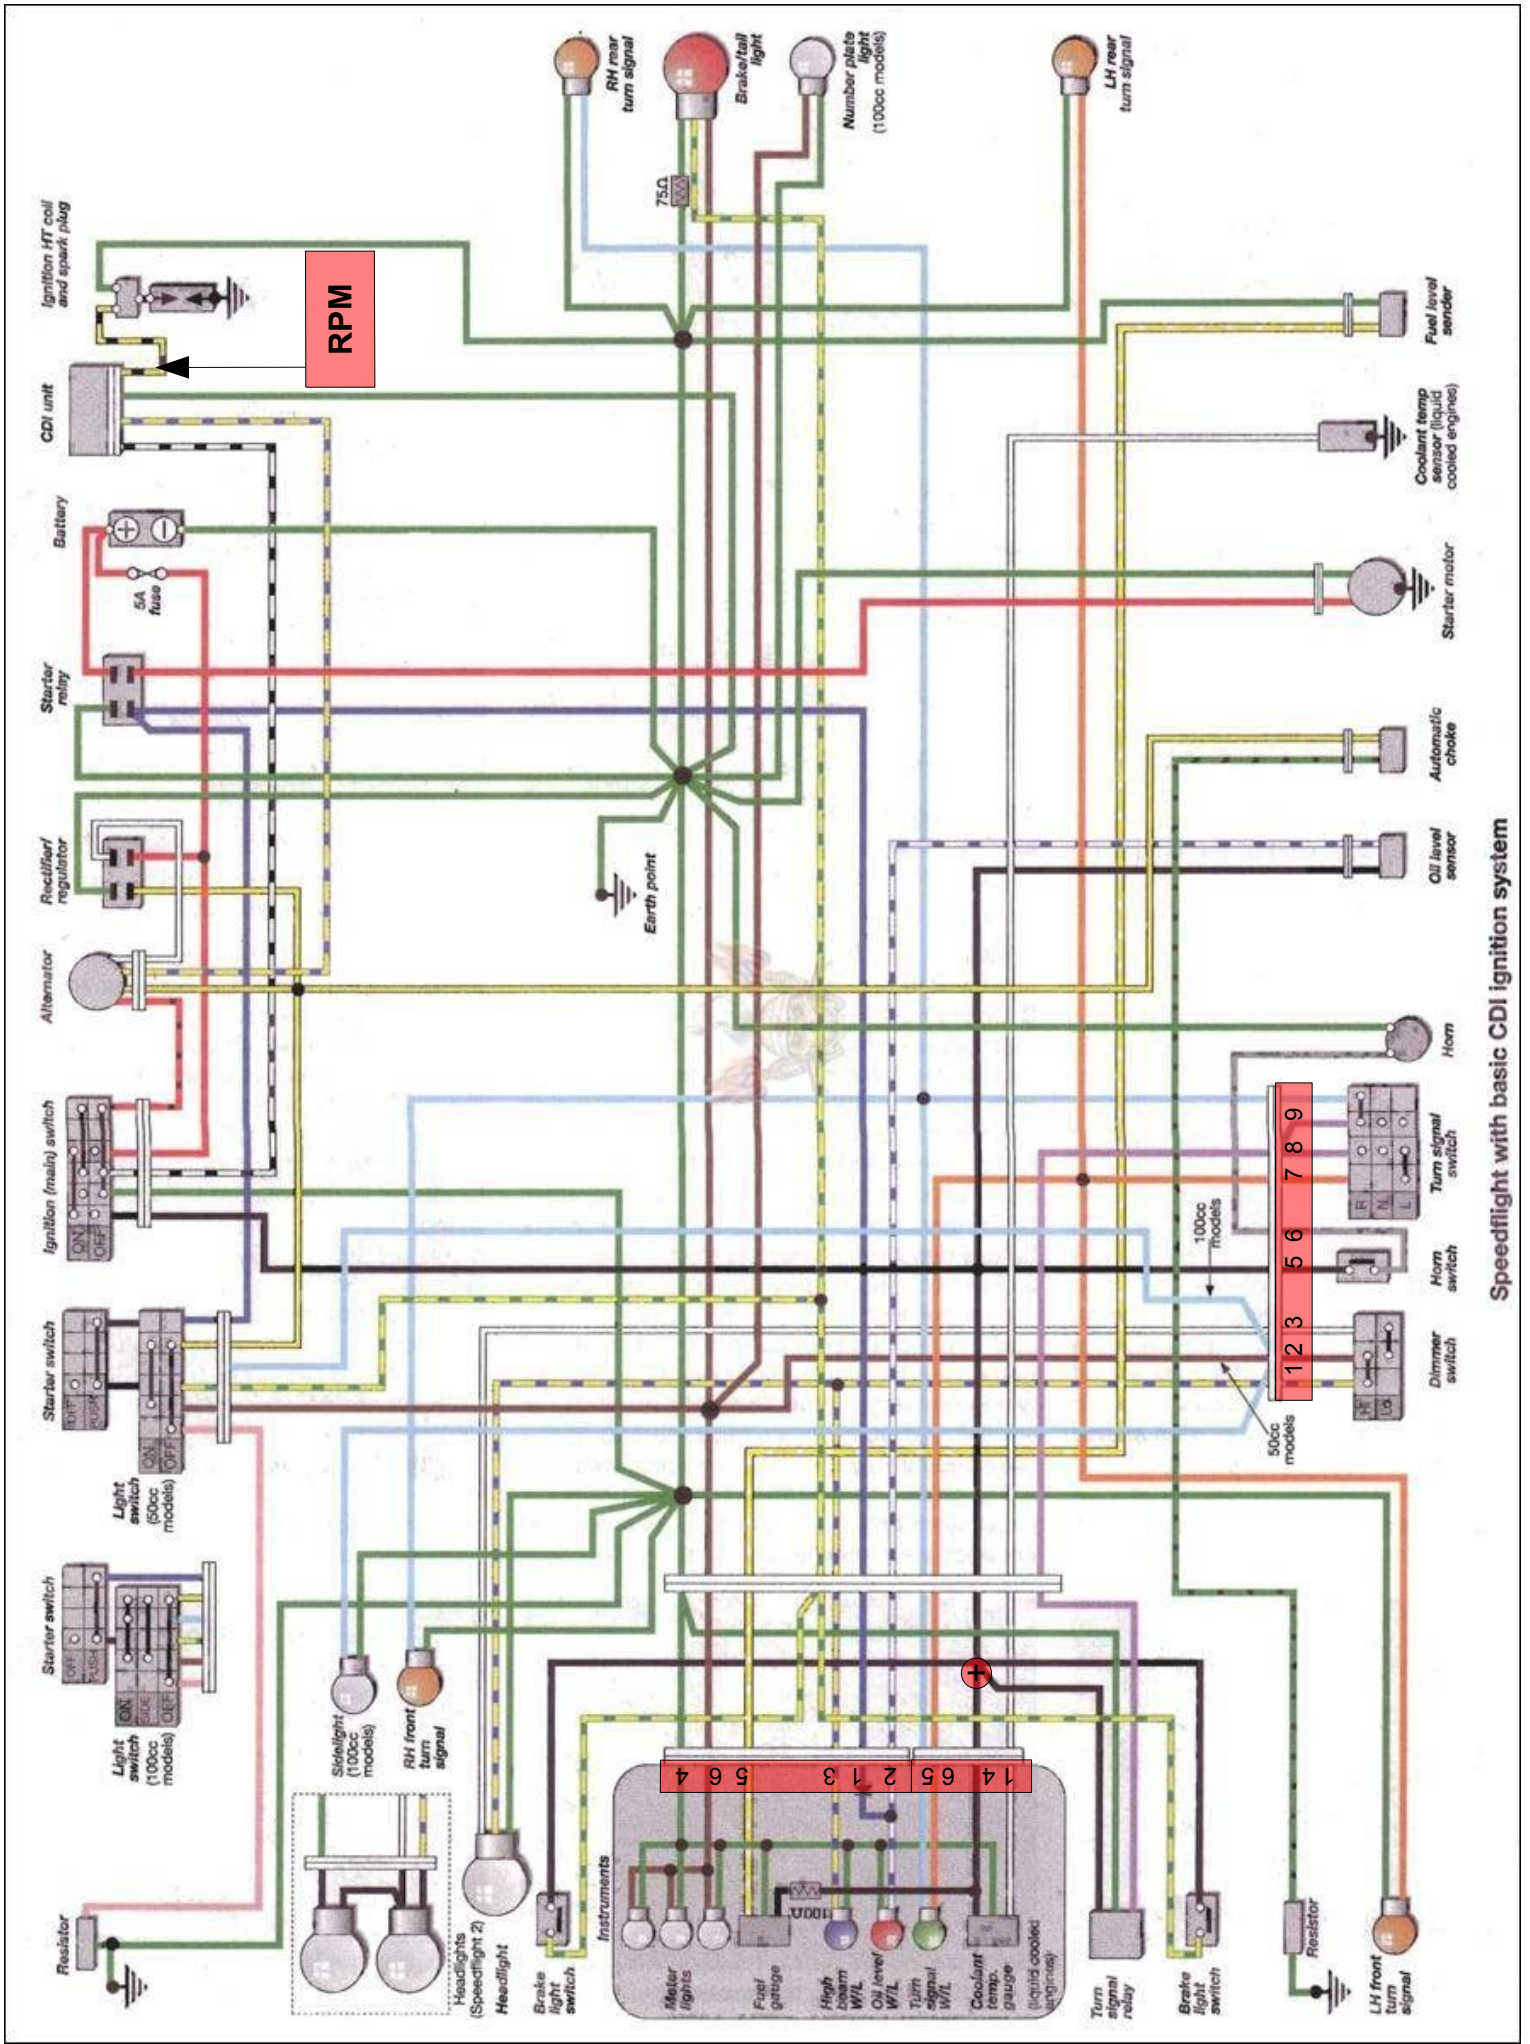 RH rear
turn signal
Brake/tail
light
Number plate
light
(100cc models)
LH rear
turn signal
75Ω
Ignition HT coil
and spark plug
RPM
CDI unit
Battery
5A
fuse
Starter
relay
Rectifier/
regulator
Alternator
Ignition (main) switch
ON
OFF
Starter switch
OFF
PUSH
ON
OFF
Light
switch
(50cc
models)
Starter switch
OFF
PUSH
ON
SIDE
OFF
Light
switch
(100cc
models)
Resistor
Fuel level
sender
Coolant temp
sensor (liquid
cooled engines)
Starter motor
Automatic
choke
Oil level
sensor
Earth point
Horn
Turn signal
switch
R
N
L
Horn
switch
Dimmer
switch
HI
LO
1 2 3 5 6 7 8 9
100cc
models
50cc
models
Sidelight
(100cc
models)
RH front
turn
signal
Headlights
(Speedflight 2)
Headlight
Brake
light
switch
Instruments
4 6 5 3 1 2 5 6 4 1
+
100Ω
Meter
lights
Fuel
gauge
High
beam
W/L
Oil level
W/L
Turn
signal
W/L
Coolant
temp.
gauge
(liquid cooled
engines)
Turn
signal
relay
Brake
light
switch
Resistor
LH front
turn
signal
Speedflight with basic CDI ignition system